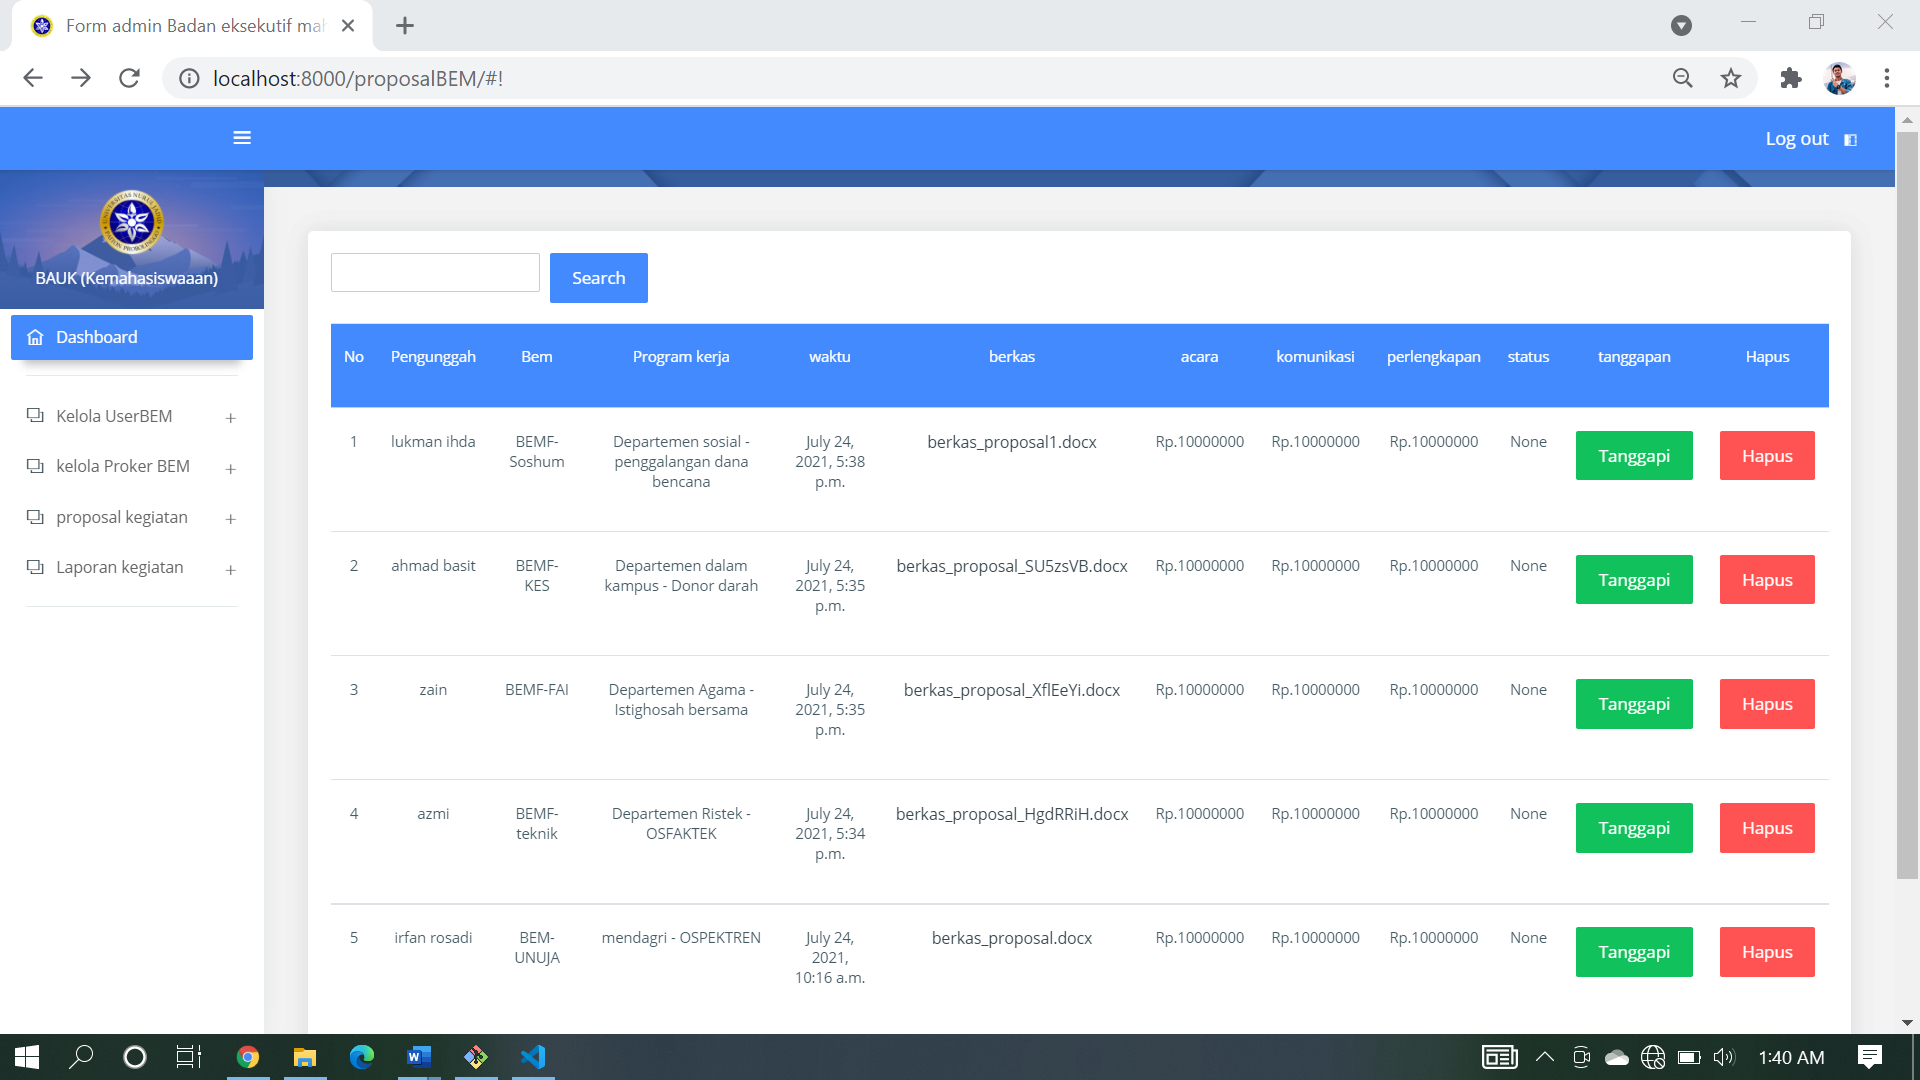 Form admin Badan eksekutif mah
localhost:8000/proposalBEM/#!
Log out
UNIVERSITAS NURUL JADID
PAITON PROBOLINGGO
BAUK (Kemahasiswaaan)
Dashboard
Kelola UserBEM
kelola Proker BEM
proposal kegiatan
Laporan kegiatan
Search
No Pengunggah Bem Program kerja waktu berkas acara komunikasi perlengkapan status tanggapan Hapus
1 lukman ihda BEMF- Departemen sosial - July 24, berkas_proposal1.docx Rp.10000000 Rp.10000000 Rp.10000000 None Tanggapi Hapus
Soshum penggalangan dana 2021, 5:38
bencana p.m.
2 ahmad basit BEMF- Departemen dalam July 24, berkas_proposal_SU5zsVB.docx Rp.10000000 Rp.10000000 Rp.10000000 None Tanggapi Hapus
KES kampus - Donor darah 2021, 5:35
p.m.
3 zain BEMF-FAI Departemen Agama - July 24, berkas_proposal_XflEeYi.docx Rp.10000000 Rp.10000000 Rp.10000000 None Tanggapi Hapus
Istighosah bersama 2021, 5:35
p.m.
4 azmi BEMF- Departemen Ristek - July 24, berkas_proposal_HgdRRiH.docx Rp.10000000 Rp.10000000 Rp.10000000 None Tanggapi Hapus
teknik OSFAKTEK 2021, 5:34
p.m.
5 irfan rosadi BEM- mendagri - OSPEKTREN July 24, berkas_proposal.docx Rp.10000000 Rp.10000000 Rp.10000000 None Tanggapi Hapus
UNUJA 2021,
10:16 a.m.
1:40 AM